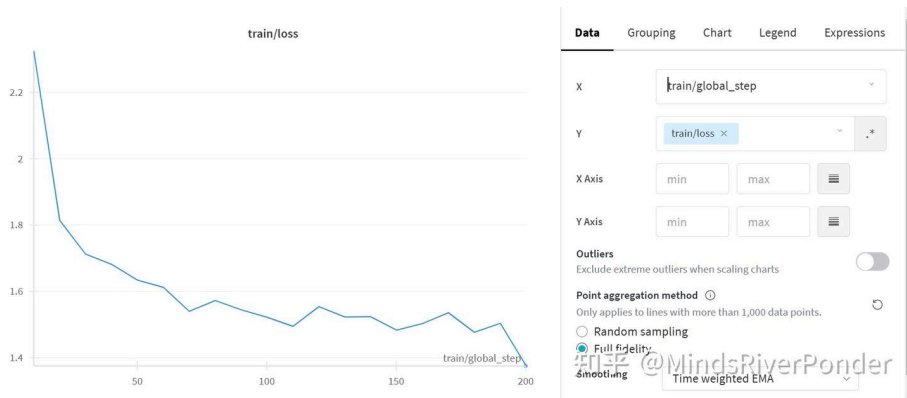 train/loss
2.2
2
1.8
1.6
1.4
train/global_step
50
100
150
200
Data Grouping Chart Legend Expressions
X train/global_step
Y train/loss × .*
X Axis min max
Y Axis min max
Outliers
Exclude extreme outliers when scaling charts
Point aggregation method
Only applies to lines with more than 1,000 data points.
Random sampling
Full fidelity
知乎 @MindsRiverPonder
Smoothing Time weighted EMA